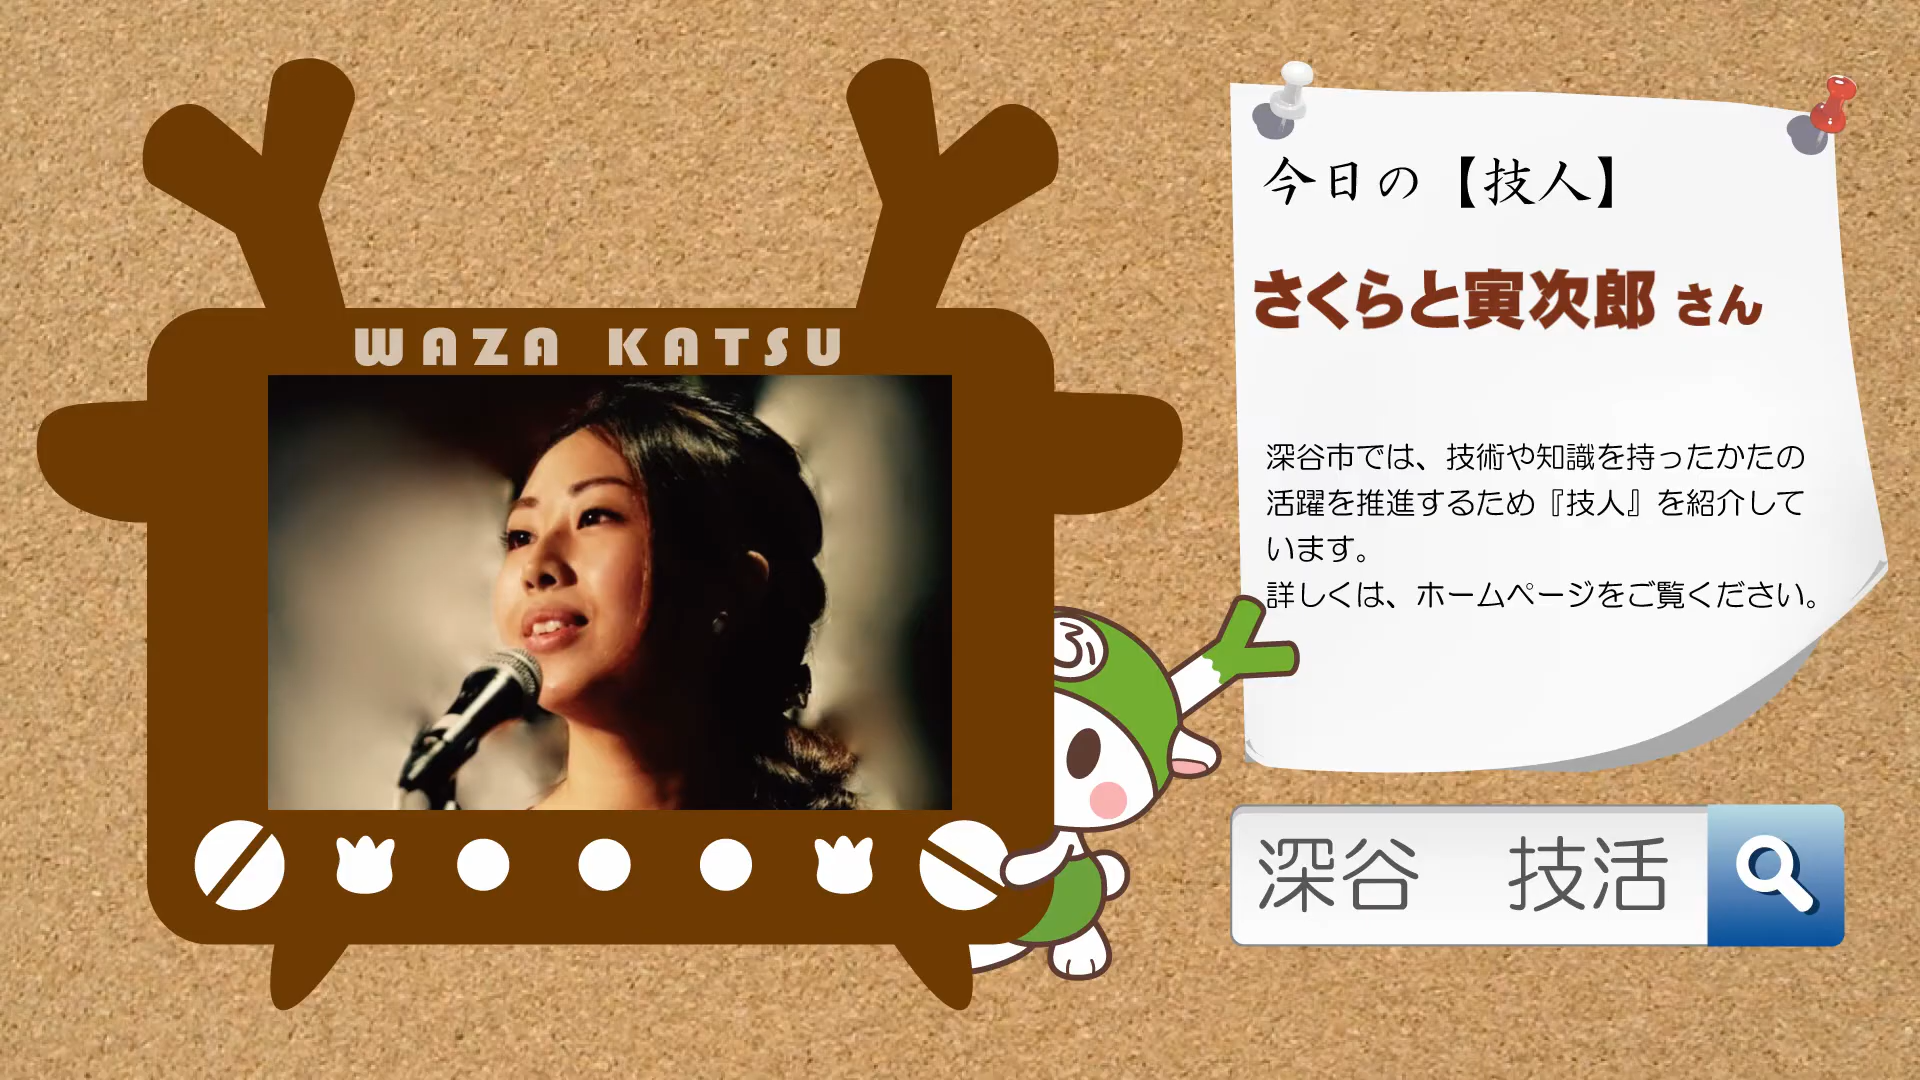 WAZA KATSU
今日の【技人】
さくらと寅次郎 さん
深谷市では、技術や知識を持ったかたの
活躍を推進するため『技人』を紹介して
います。
詳しくは、ホームページをご覧ください。
深谷　技活